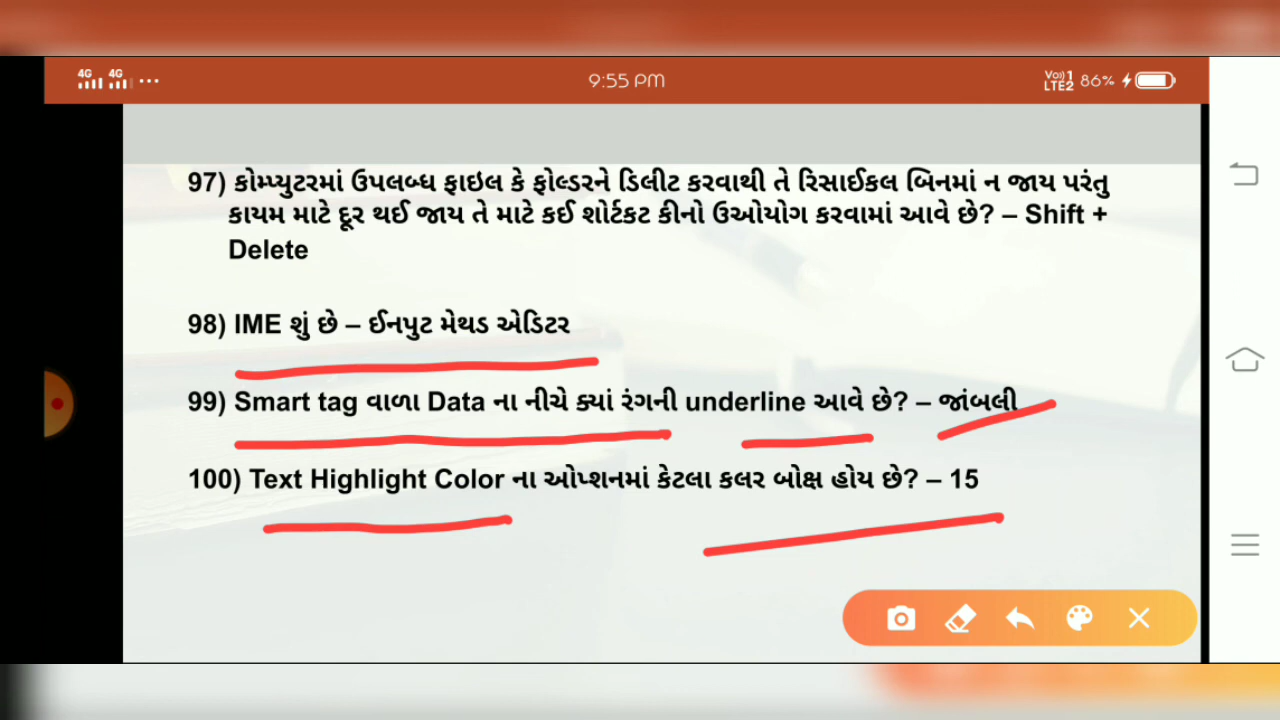 4G 4G
9:55 PM
Vo))1
LTE2 86%
97) કોમ્પ્યુટરમાં ઉપલબ્ધ ફાઇલ કે ફોલ્ડરને ડિલીટ કરવાથી તે રિસાઈકલ બિનમાં ન જાય પરંતુ
કાયમ માટે દૂર થઈ જાય તે માટે કઈ શોર્ટકટ કીનો ઉઓયોગ કરવામાં આવે છે? – Shift +
Delete
98) IME શું છે – ઈનપુટ મેથડ એડિટર
99) Smart tag વાળા Data ના નીચે ક્યાં રંગની underline આવે છે? – જાંબલી
100) Text Highlight Color ના ઓપ્શનમાં કેટલા કલર બોક્ષ હોય છે? – 15